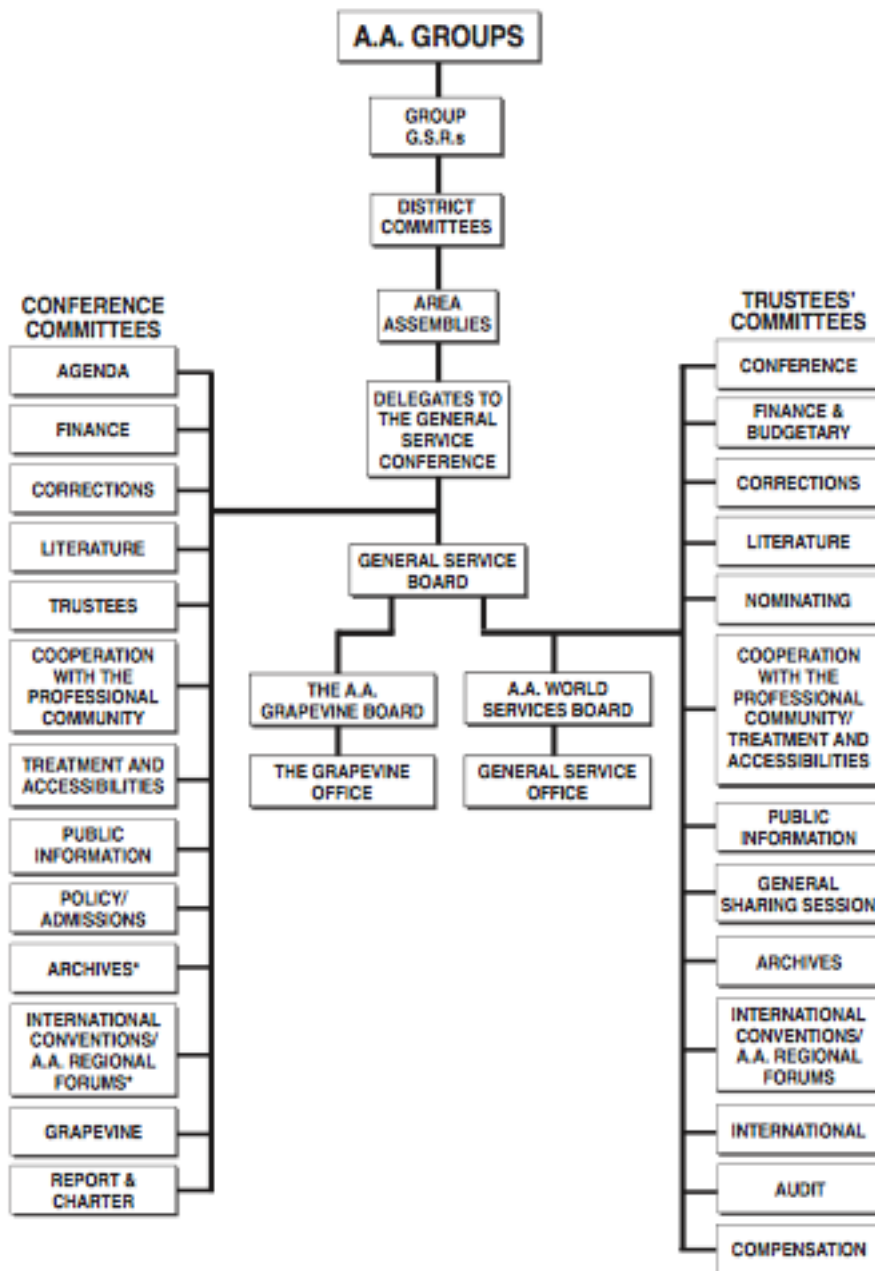 A.A. GROUPS
GROUP
G.S.R.s
DISTRICT
COMMITTEES
AREA
ASSEMBLIES
DELEGATES TO
THE GENERAL
SERVICE
CONFERENCE
GENERAL SERVICE
BOARD
THE A.A.
GRAPEVINE BOARD
A.A. WORLD
SERVICES BOARD
THE GRAPEVINE
OFFICE
GENERAL SERVICE
OFFICE
CONFERENCE
COMMITTEES
AGENDA
FINANCE
CORRECTIONS
LITERATURE
TRUSTEES
COOPERATION
WITH THE
PROFESSIONAL
COMMUNITY
TREATMENT AND
ACCESSIBILITIES
PUBLIC
INFORMATION
POLICY/
ADMISSIONS
ARCHIVES*
INTERNATIONAL
CONVENTIONS/
A.A. REGIONAL
FORUMS*
GRAPEVINE
REPORT &
CHARTER
TRUSTEES'
COMMITTEES
CONFERENCE
FINANCE &
BUDGETARY
CORRECTIONS
LITERATURE
NOMINATING
COOPERATION
WITH THE
PROFESSIONAL
COMMUNITY/
TREATMENT AND
ACCESSIBILITIES
PUBLIC
INFORMATION
GENERAL
SHARING SESSION
ARCHIVES
INTERNATIONAL
CONVENTIONS/
A.A. REGIONAL
FORUMS
INTERNATIONAL
AUDIT
COMPENSATION